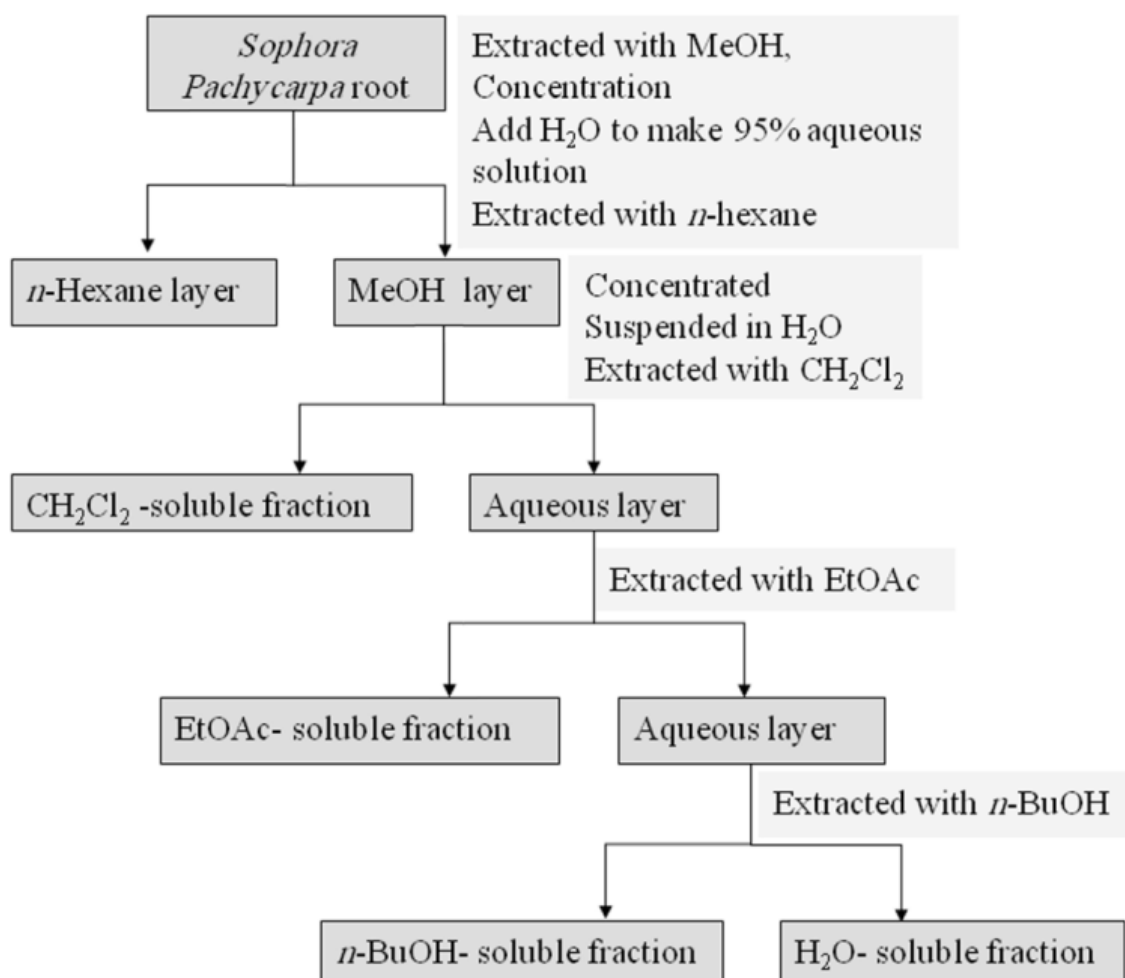 Sophora
Pachycarpa root
Extracted with MeOH,
Concentration
Add H₂O to make 95% aqueous
solution
Extracted with n-hexane
n-Hexane layer
MeOH layer
Concentrated
Suspended in H₂O
Extracted with CH₂Cl₂
CH₂Cl₂ -soluble fraction
Aqueous layer
Extracted with EtOAc
EtOAc- soluble fraction
Aqueous layer
Extracted with n-BuOH
n-BuOH- soluble fraction
H₂O- soluble fraction